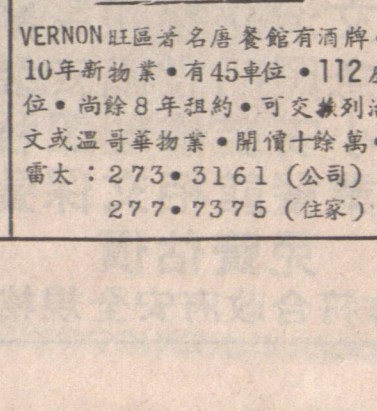 VERNON旺區著名唐餐館有酒牌•
10年新物業•有45車位•112
位•尚餘8年租約•可交換列治
文或溫哥華物業•開價十餘萬•
雷太：273•3161(公司)
277•7375(住家)